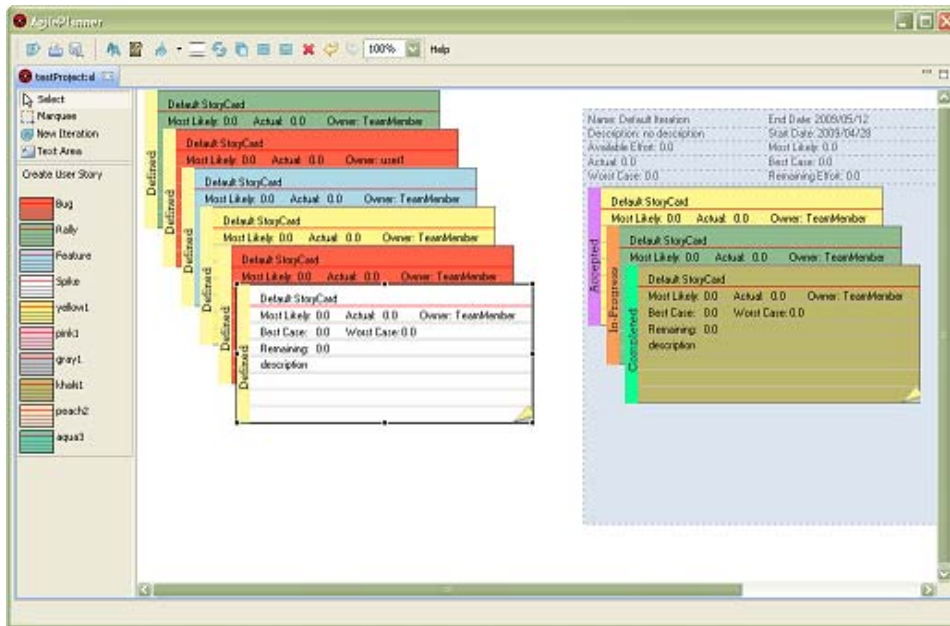 AgilePlanner
100% Help
testProject.xml
Select
Marquee
New Iteration
Text Area
Create User Story
Bug
Rally
Feature
Spike
yellow1
pink1
gray1
khaki1
peach2
aqua3
Default StoryCard
Most Likely: 0.0 Actual: 0.0 Owner: TeamMember
Defined
Default StoryCard
Most Likely: 0.0 Actual: 0.0 Owner: user1
Defined
Default StoryCard
Most Likely: 0.0 Actual: 0.0 Owner: TeamMember
Defined
Default StoryCard
Most Likely: 0.0 Actual: 0.0 Owner: TeamMember
Defined
Default StoryCard
Most Likely: 0.0 Actual: 0.0 Owner: TeamMember
Defined
Default StoryCard
Most Likely: 0.0 Actual: 0.0 Owner: TeamMember
Best Case: 0.0 Worst Case: 0.0
Remaining: 0.0
description
Defined
Name: Default Iteration End Date: 2009/05/12
Description: no description Start Date: 2009/04/28
Available Effort: 0.0 Most Likely: 0.0
Actual: 0.0 Best Case: 0.0
Worst Case: 0.0 Remaining Effort: 0.0
Default StoryCard
Most Likely: 0.0 Actual: 0.0 Owner: TeamMember
Accepted
Default StoryCard
Most Likely: 0.0 Actual: 0.0 Owner: TeamMember
In-Progress
Default StoryCard
Most Likely: 0.0 Actual: 0.0 Owner: TeamMember
Best Case: 0.0 Worst Case: 0.0
Remaining: 0.0
description
Completed